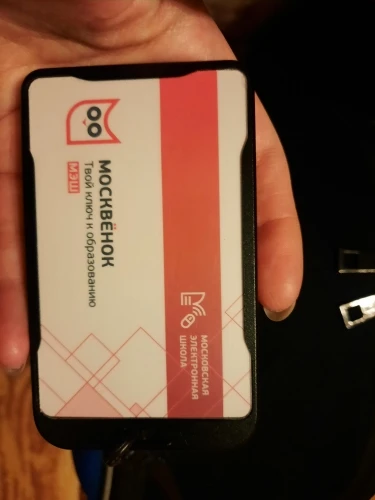 МОСКВЁНОК
Твой ключ к образованию
МЭШ
МОСКОВСКАЯ
ЭЛЕКТРОННАЯ
ШКОЛА